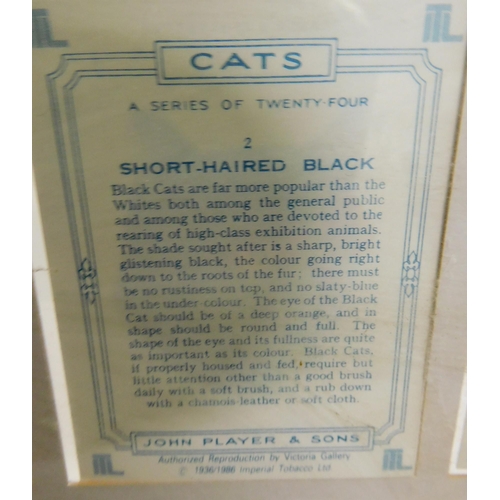 ITL ITL
CATS
A SERIES OF TWENTY-FOUR
2
SHORT-HAIRED BLACK
Black Cats are far more popular than the
Whites both among the general public
and among those who are devoted to the
rearing of high-class exhibition animals.
The shade sought after is a sharp, bright
glistening black, the colour going right
down to the roots of the fur; there must
be no rustiness on top, and no slaty-blue
in the under-colour. The eye of the Black
Cat should be of a deep orange, and in
shape should be round and full. The
shape of the eye and its fullness are quite
as important as its colour. Black Cats,
if properly housed and fed, require but
little attention other than a good brush
daily with a soft brush, and a rub down
with a chamois-leather or soft cloth.
JOHN PLAYER & SONS
Authorized Reproduction by Victoria Gallery
© 1936/1986 Imperial Tobacco Ltd.
ITL ITL